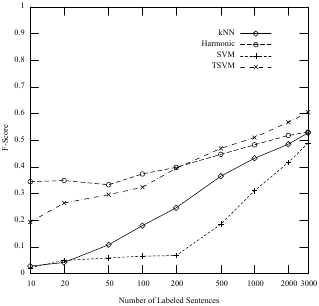 1
0.9
0.8
0.7
0.6
0.5
0.4
0.3
0.2
0.1
0
F-Score
kNN
Harmonic
SVM
TSVM
10 20 50 100 200 500 1000 2000 3000
Number of Labeled Sentences